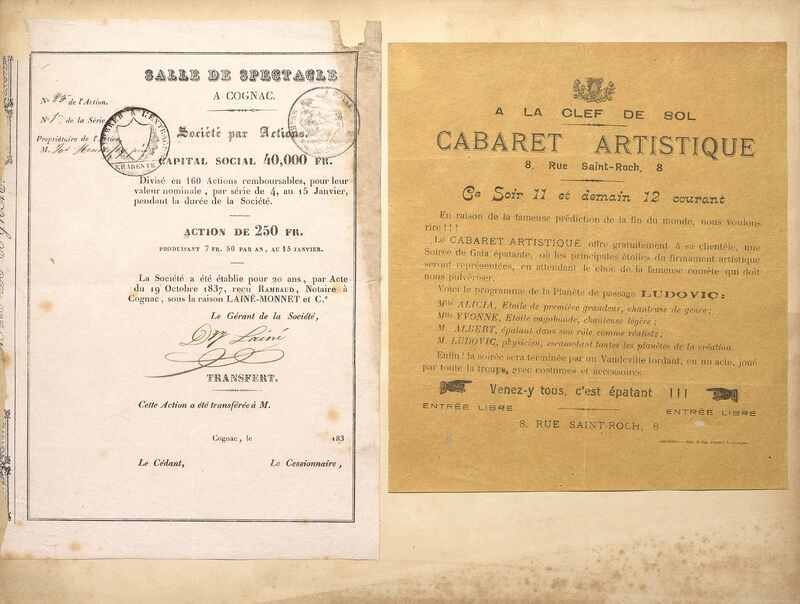 SALLE DE SPECTACLE
A COGNAC.
N° 85 de l'Action.
N° de la Série
Propriétaire de l'Action
M.
Société par Actions.
CAPITAL SOCIAL 40,000 FR.
Divisé en 160 Actions remboursables, pour leur
valeur nominale, par série de 4, au 15 Janvier,
pendant la durée de la Société.
ACTION DE 250 FR.
PRODUISANT 7 FR. 50 PAR AN, AU 15 JANVIER.
La Société a été établie pour 20 ans, par Acte
du 19 Octobre 1837, reçu RAMBAUD, Notaire à
Cognac, sous la raison LAINÉ-MONNET et C.e
Le Gérant de la Société,
Lainé
TRANSFERT.
Cette Action a été transférée à M.
Cognac, le 183
Le Cédant, Le Cessionnaire,
A LA CLEF DE SOL
CABARET ARTISTIQUE
8, Rue Saint-Roch, 8
Ce Soir 11 et demain 12 courant
En raison de la fameuse prédiction de la fin du monde, nous voulons
rire!!!
Le CABARET ARTISTIQUE offre gratuitement à sa clientèle, une
Soirée de Gala épatante, où les principales étoiles du firmament artistique
seront représentées, en attendant le choc de la fameuse comète qui doit
nous pulvériser.
Voici le programme de la Planète de passage LUDOVIC:
Mlle ALICIA, Etoile de première grandeur, chanteuse de genre;
Mlle YVONNE, Etoile vagabonde, chanteuse légère;
M. ALBERT, épatant dans son rôle comme réaliste;
M. LUDOVIC, physicien, escamotant toutes les planètes de la création.
Enfin! la soirée sera terminée par un Vaudeville tordant, en un acte, joué
par toute la troupe, avec costumes et accessoires.
Venez-y tous, c'est épatant !!!
ENTRÉE LIBRE ENTRÉE LIBRE
8, RUE SAINT-ROCH, 8